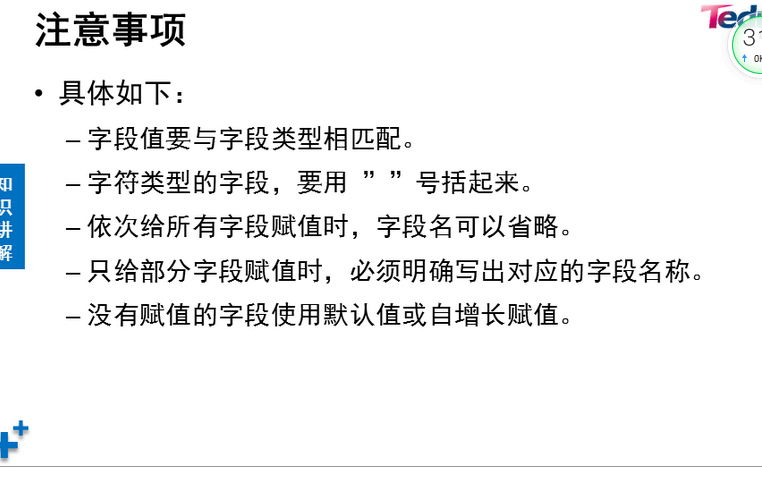 注意事项
• 具体如下：
– 字段值要与字段类型相匹配。
– 字符类型的字段，要用 ” ” 号括起来。
– 依次给所有字段赋值时，字段名可以省略。
– 只给部分字段赋值时，必须明确写出对应的字段名称。
– 没有赋值的字段使用默认值或自增长赋值。
知
识
讲
解